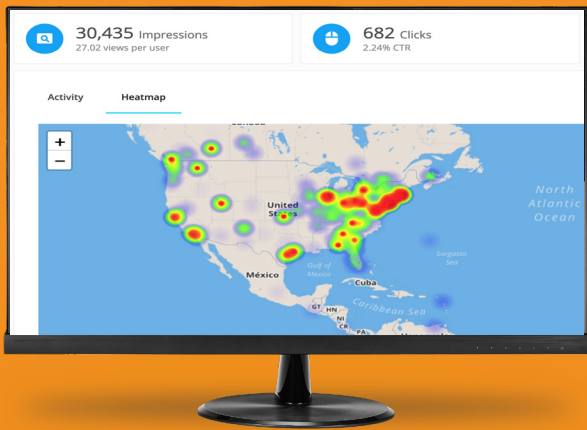 30,435 Impressions
27.02 views per user
682 Clicks
2.24% CTR
Activity
Heatmap
+
−
North
Atlantic
Ocean
United
States
Sargasso
Sea
Gulf of
Mexico
México
Cuba
Caribbean Sea
GT
HN
NI
CR
PA